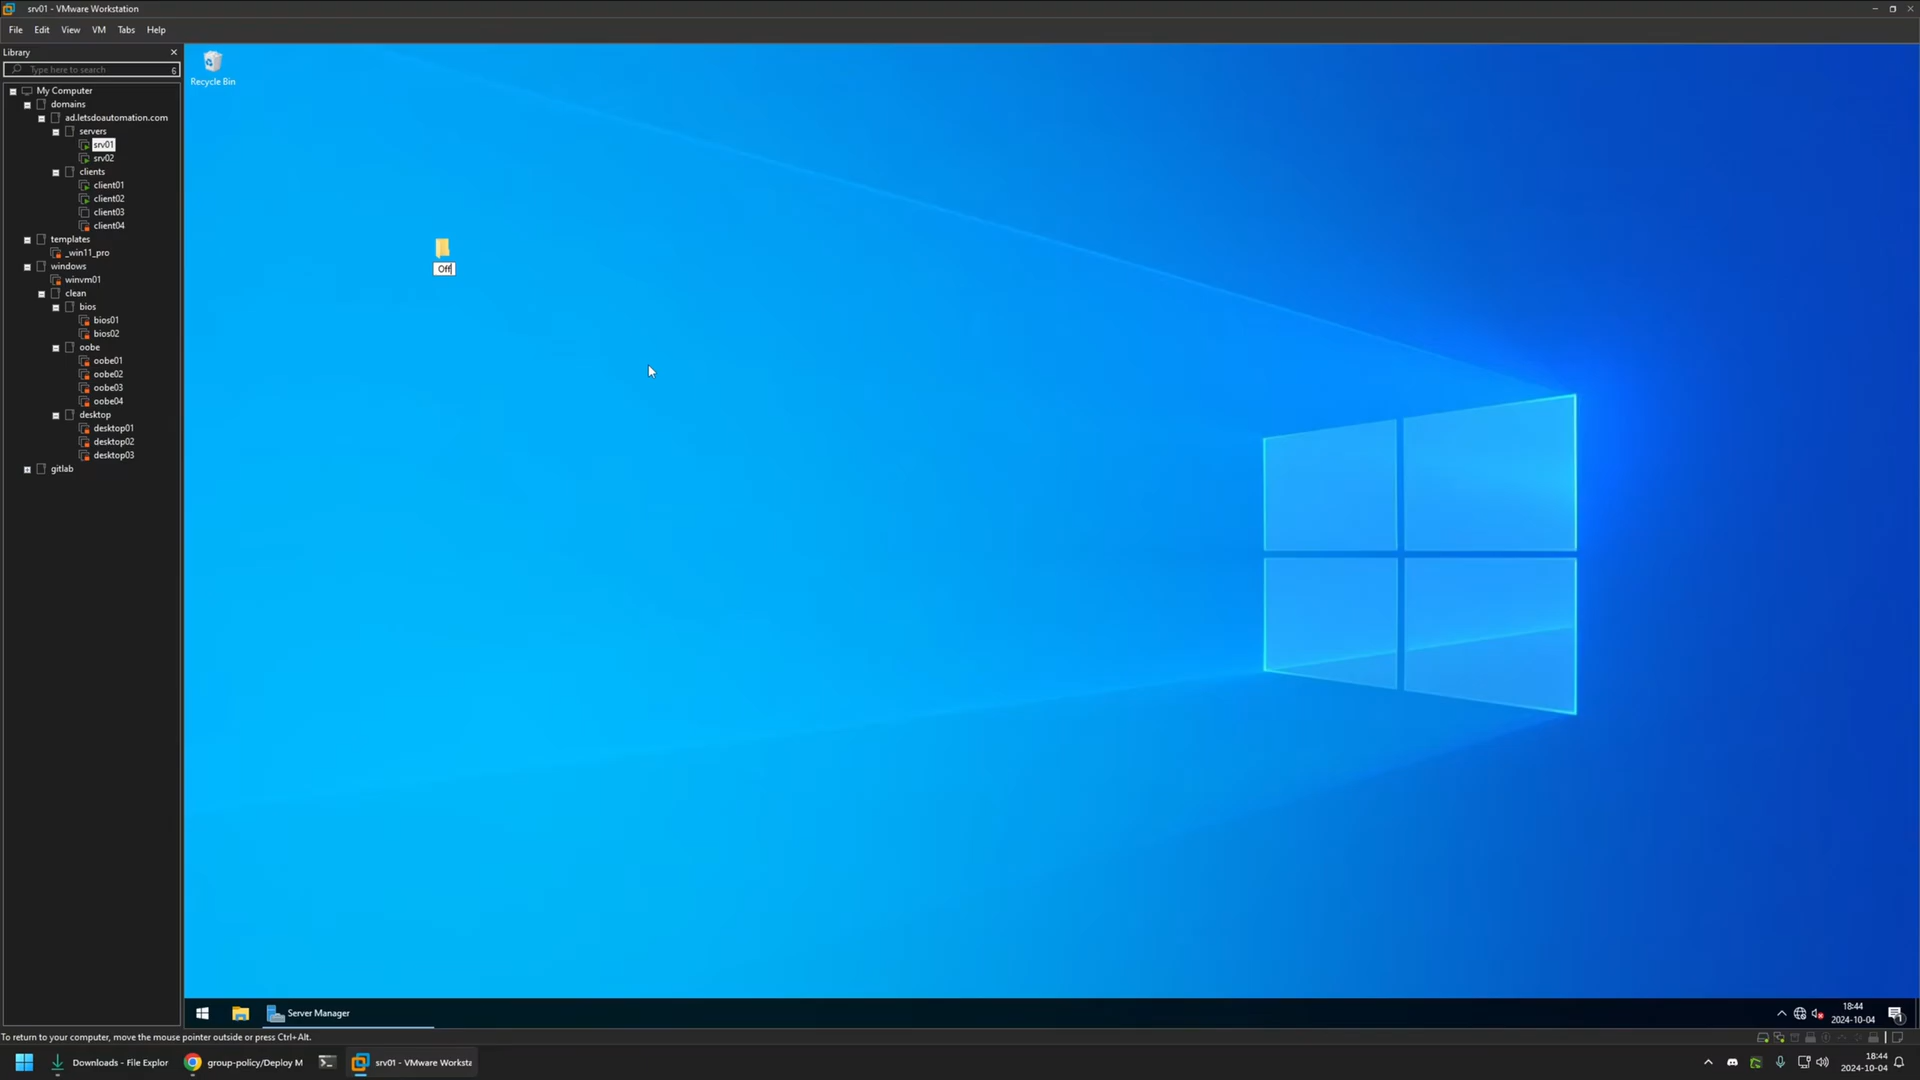 srv01 - VMware Workstation
File Edit View VM Tabs Help
Library
Type here to search
My Computer
domains
ad.letsdoautomation.com
servers
srv01
srv02
clients
client01
client02
client03
client04
templates
_win11_pro
windows
winvm01
clean
bios
bios01
bios02
oobe
oobe01
oobe02
oobe03
oobe04
desktop
desktop01
desktop02
desktop03
gitlab
Recycle Bin
Off
Server Manager
18:44
2024-10-04
1
To return to your computer, move the mouse pointer outside or press Ctrl+Alt.
Downloads - File Explor
group-policy/Deploy M
srv01 - VMware Worksta
18:44
2024-10-04